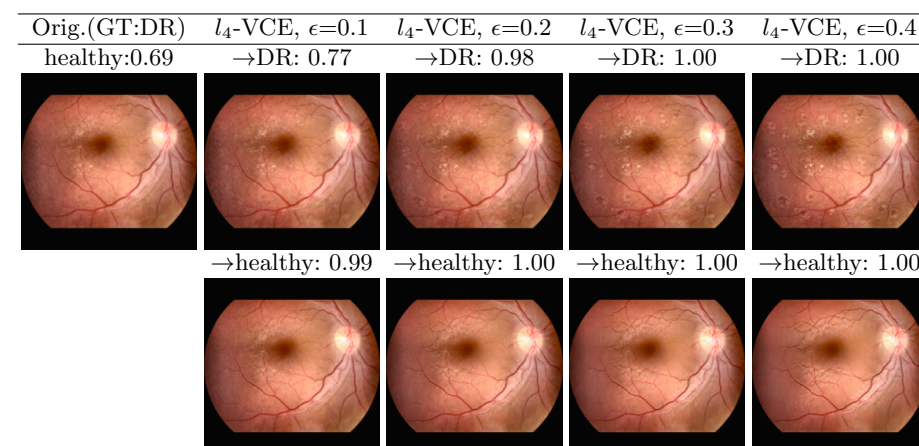 Orig.(GT:DR) l₄-VCE, ϵ=0.1 l₄-VCE, ϵ=0.2 l₄-VCE, ϵ=0.3 l₄-VCE, ϵ=0.4
healthy:0.69 →DR: 0.77 →DR: 0.98 →DR: 1.00 →DR: 1.00
→healthy: 0.99 →healthy: 1.00 →healthy: 1.00 →healthy: 1.00